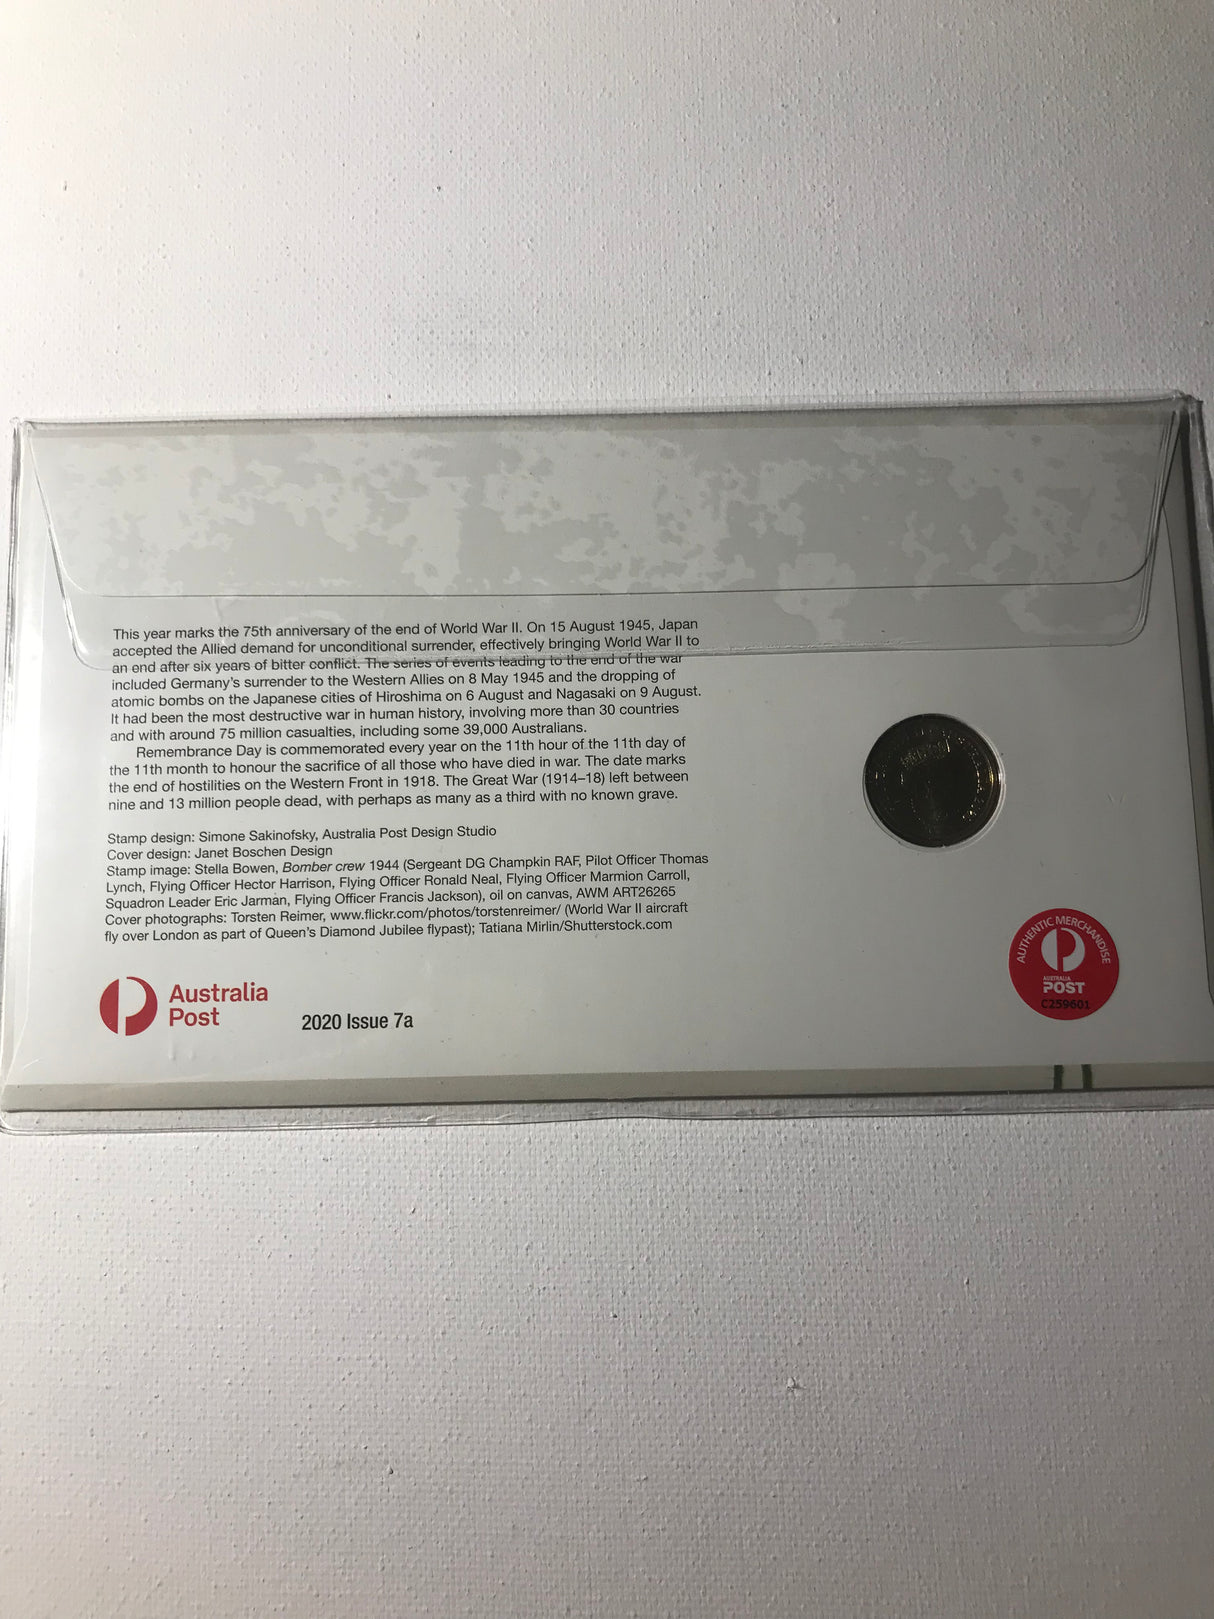 This year marks the 75th anniversary of the end of World War II. On 15 August 1945, Japan
accepted the Allied demand for unconditional surrender, effectively bringing World War II to
an end after six years of bitter conflict. The series of events leading to the end of the war
included Germany's surrender to the Western Allies on 8 May 1945 and the dropping of
atomic bombs on the Japanese cities of Hiroshima on 6 August and Nagasaki on 9 August.
It had been the most destructive war in human history, involving more than 30 countries
and with around 75 million casualties, including some 39,000 Australians.
Remembrance Day is commemorated every year on the 11th hour of the 11th day of
the 11th month to honour the sacrifice of all those who have died in war. The date marks
the end of hostilities on the Western Front in 1918. The Great War (1914–18) left between
nine and 13 million people dead, with perhaps as many as a third with no known grave.
Stamp design: Simone Sakinofsky, Australia Post Design Studio
Cover design: Janet Boschen Design
Stamp image: Stella Bowen, Bomber crew 1944 (Sergeant DG Champkin RAF, Pilot Officer Thomas
Lynch, Flying Officer Hector Harrison, Flying Officer Ronald Neal, Flying Officer Marmion Carroll,
Squadron Leader Eric Jarman, Flying Officer Francis Jackson), oil on canvas, AWM ART26265
Cover photographs: Torsten Reimer, www.flickr.com/photos/torstenreimer/ (World War II aircraft
fly over London as part of Queen's Diamond Jubilee flypast); Tatiana Mirlin/Shutterstock.com
Australia
Post
2020 Issue 7a
AUTHENTIC MERCHANDISE
AUSTRALIA
POST
C259601